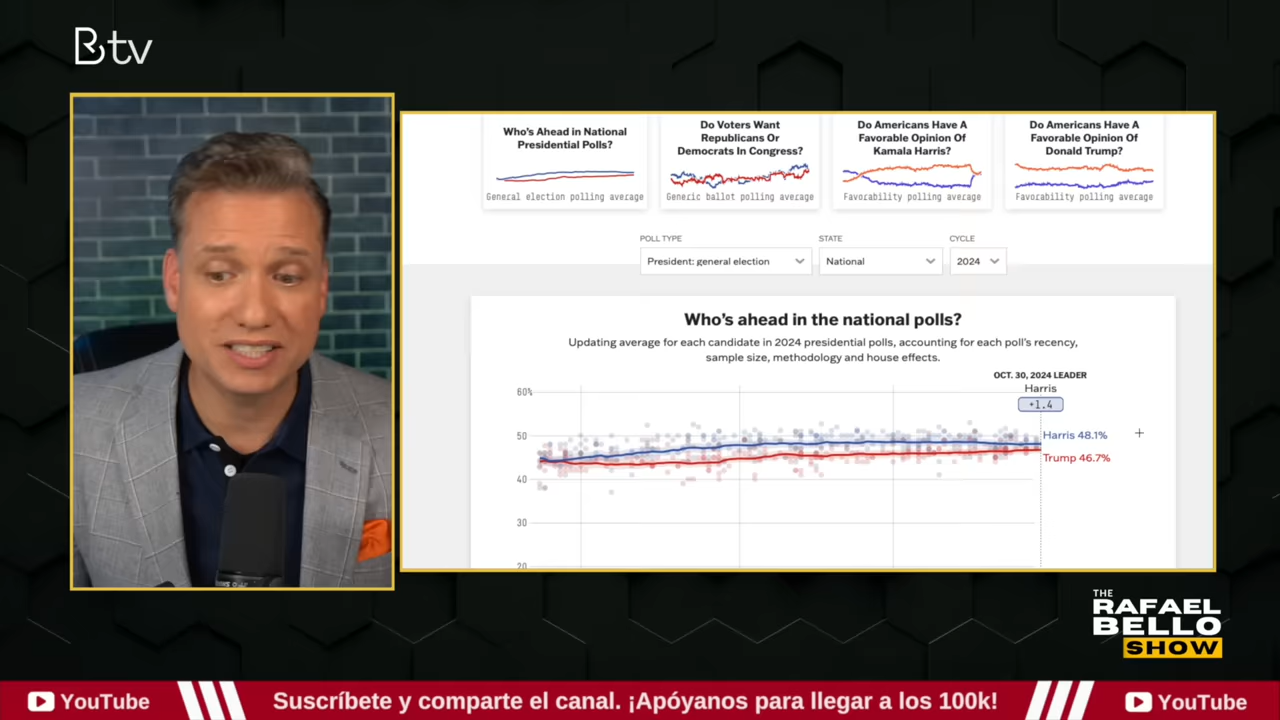 Btv
Who's Ahead in National
Presidential Polls?
General election polling average
Do Voters Want
Republicans Or
Democrats In Congress?
Generic ballot polling average
Do Americans Have A
Favorable Opinion Of
Kamala Harris?
Favorability polling average
Do Americans Have A
Favorable Opinion Of
Donald Trump?
Favorability polling average
POLL TYPE
President: general election
STATE
National
CYCLE
2024
Who's ahead in the national polls?
Updating average for each candidate in 2024 presidential polls, accounting for each poll's recency,
sample size, methodology and house effects.
OCT. 30, 2024 LEADER
Harris
+1.4
60%
50
40
30
20
Harris 48.1%
Trump 46.7%
THE
RAFAEL
BELLO
SHOW
YouTube
Suscríbete y comparte el canal. ¡Apóyanos para llegar a los 100k!
YouTube